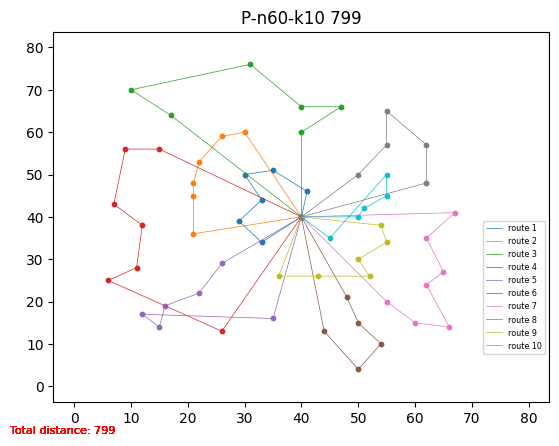 P-n60-k10 799
80
70
60
50
40
30
20
10
0
route 1
route 2
route 3
route 4
route 5
route 6
route 7
route 8
route 9
route 10
0 10 20 30 40 50 60 70 80
Total distance: 799